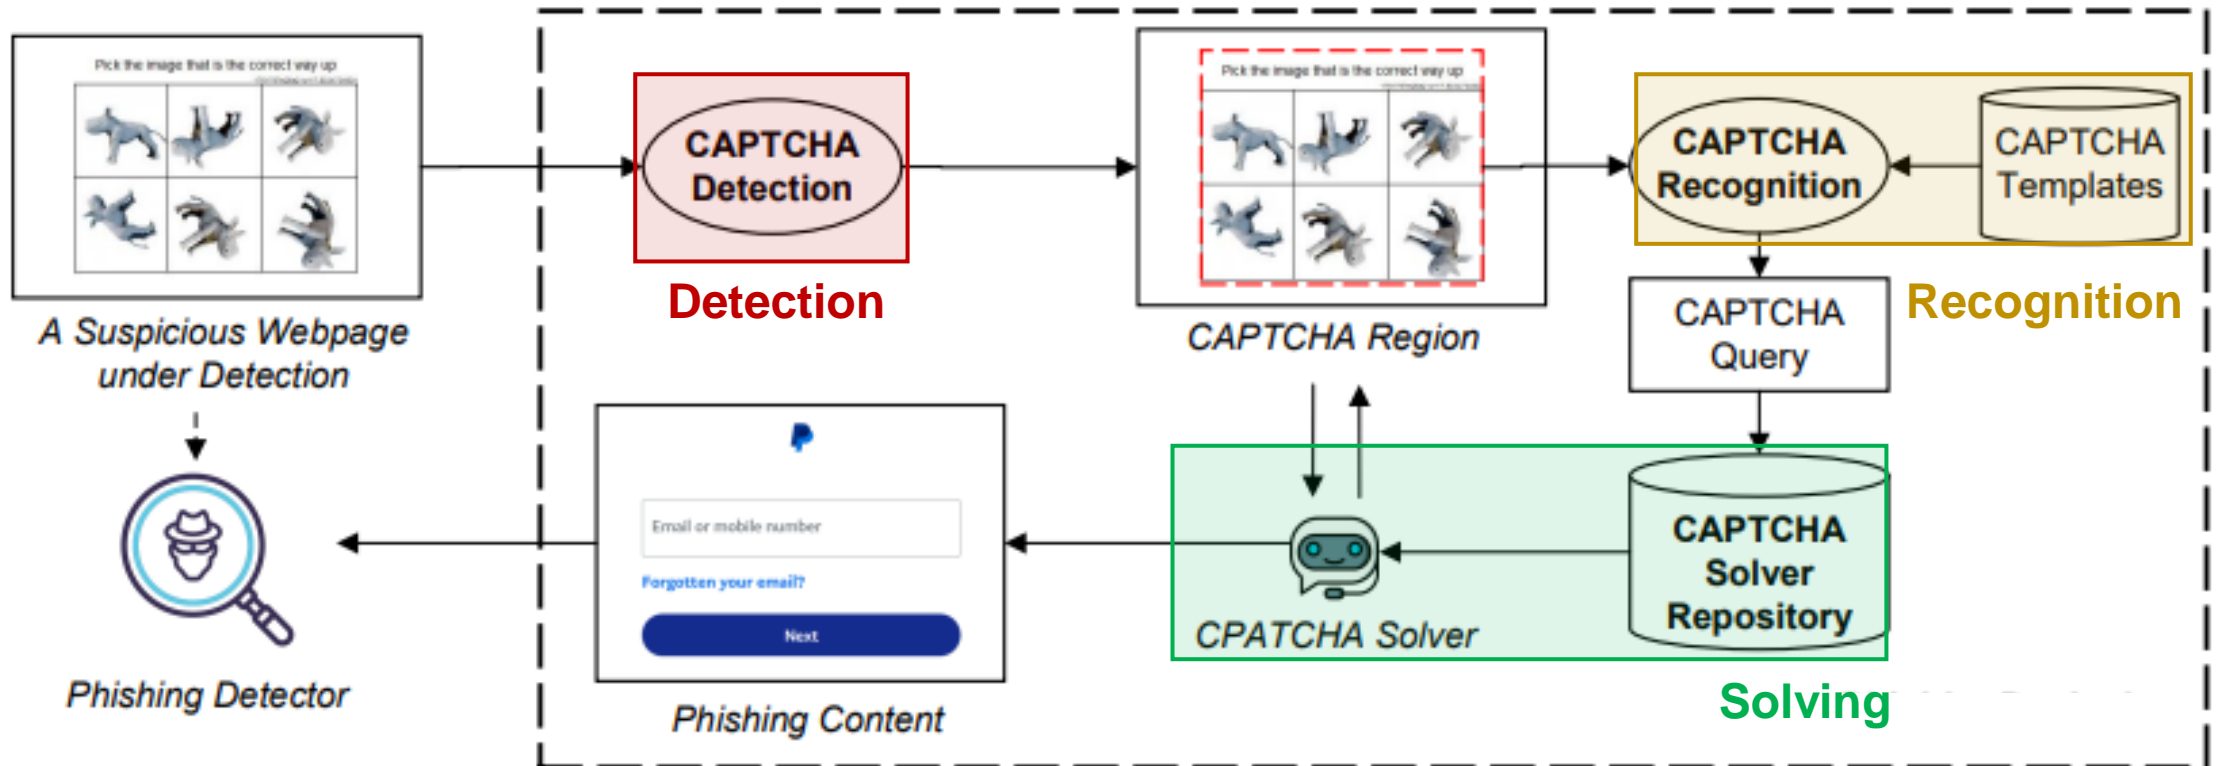 Pick the image that is the correct way up
A Suspicious Webpage
under Detection
CAPTCHA
Detection
Detection
Pick the image that is the correct way up
CAPTCHA Region
CAPTCHA
Recognition
CAPTCHA
Templates
Recognition
CAPTCHA
Query
CAPTCHA
Solver
Repository
CPATCHA Solver
Solving
Email or mobile number
Forgotten your email?
Next
Phishing Content
Phishing Detector